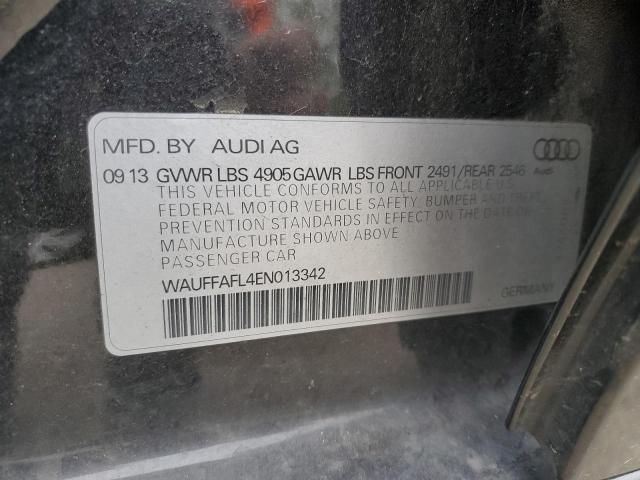 MFD. BY AUDI AG
09 13 GVWR LBS 4905 GAWR LBS FRONT 2491/REAR 2546
Audi
THIS VEHICLE CONFORMS TO ALL APPLICABLE U.S.
FEDERAL MOTOR VEHICLE SAFETY, BUMPER AND THEFT
PREVENTION STANDARDS IN EFFECT ON THE DATE OF
MANUFACTURE SHOWN ABOVE
PASSENGER CAR
WAUFFAFL4EN013342
GERMANY